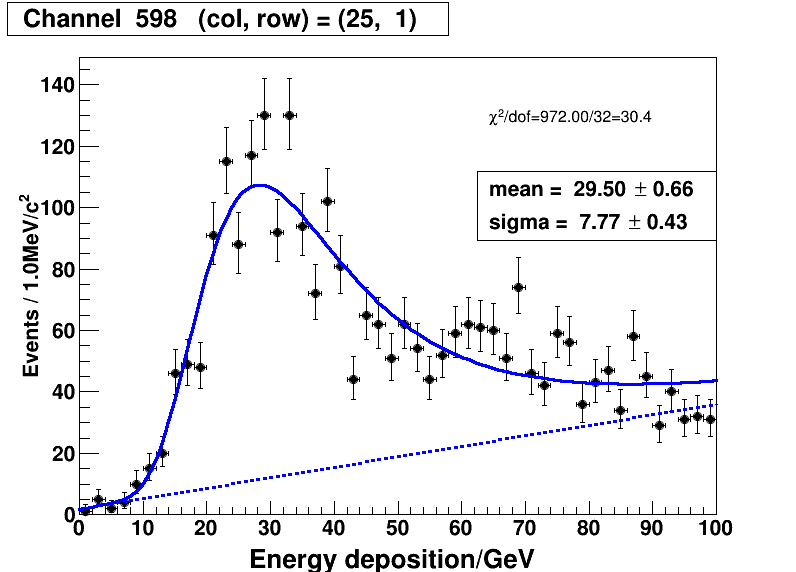 Channel 598 (col, row) = (25, 1)
χ²/dof=972.00/32=30.4
mean = 29.50 ± 0.66
sigma = 7.77 ± 0.43
Events / 1.0MeV/c²
140
120
100
80
60
40
20
0
0 10 20 30 40 50 60 70 80 90 100
Energy deposition/GeV